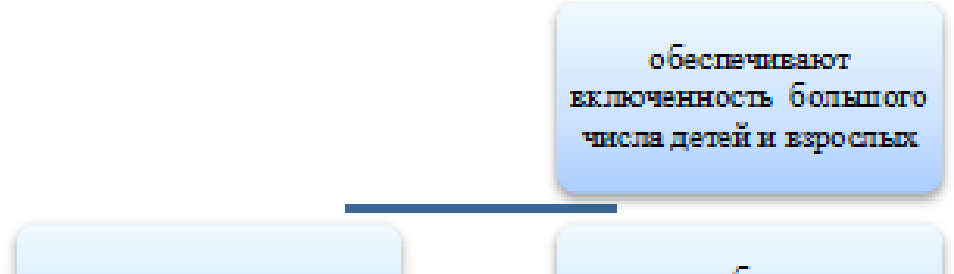 обеспечивают
включенность большого
числа детей и взрослых